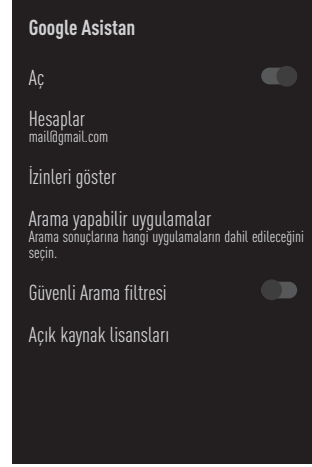 Google Asistan
Aç
Hesaplar
mail@gmail.com
İzinleri göster
Arama yapabilir uygulamalar
Arama sonuçlarına hangi uygulamaların dahil edileceğini
seçin.
Güvenli Arama filtresi
Açık kaynak lisansları